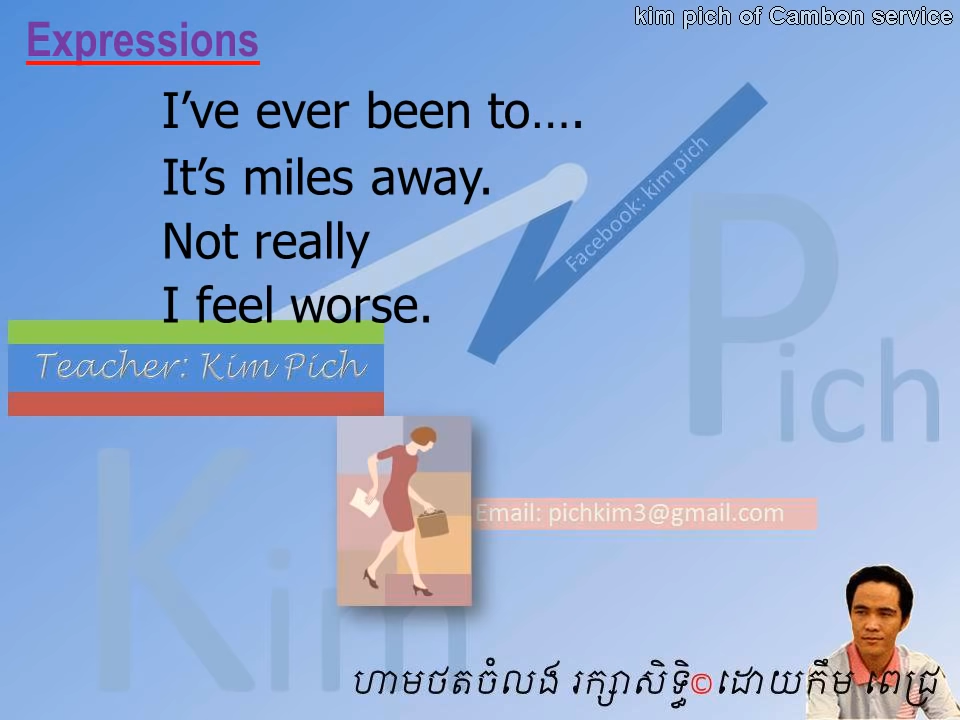 kim pich of Cambon service
Expressions
I’ve ever been to….
It’s miles away.
Not really
I feel worse.
Facebook: kim pich
Teacher: Kim Pich
Pich
Kim
Email: pichkim3@gmail.com
ហាមថតចំលង រក្សាសិទ្ធិ©ដោយកឹម ពេជ្រ